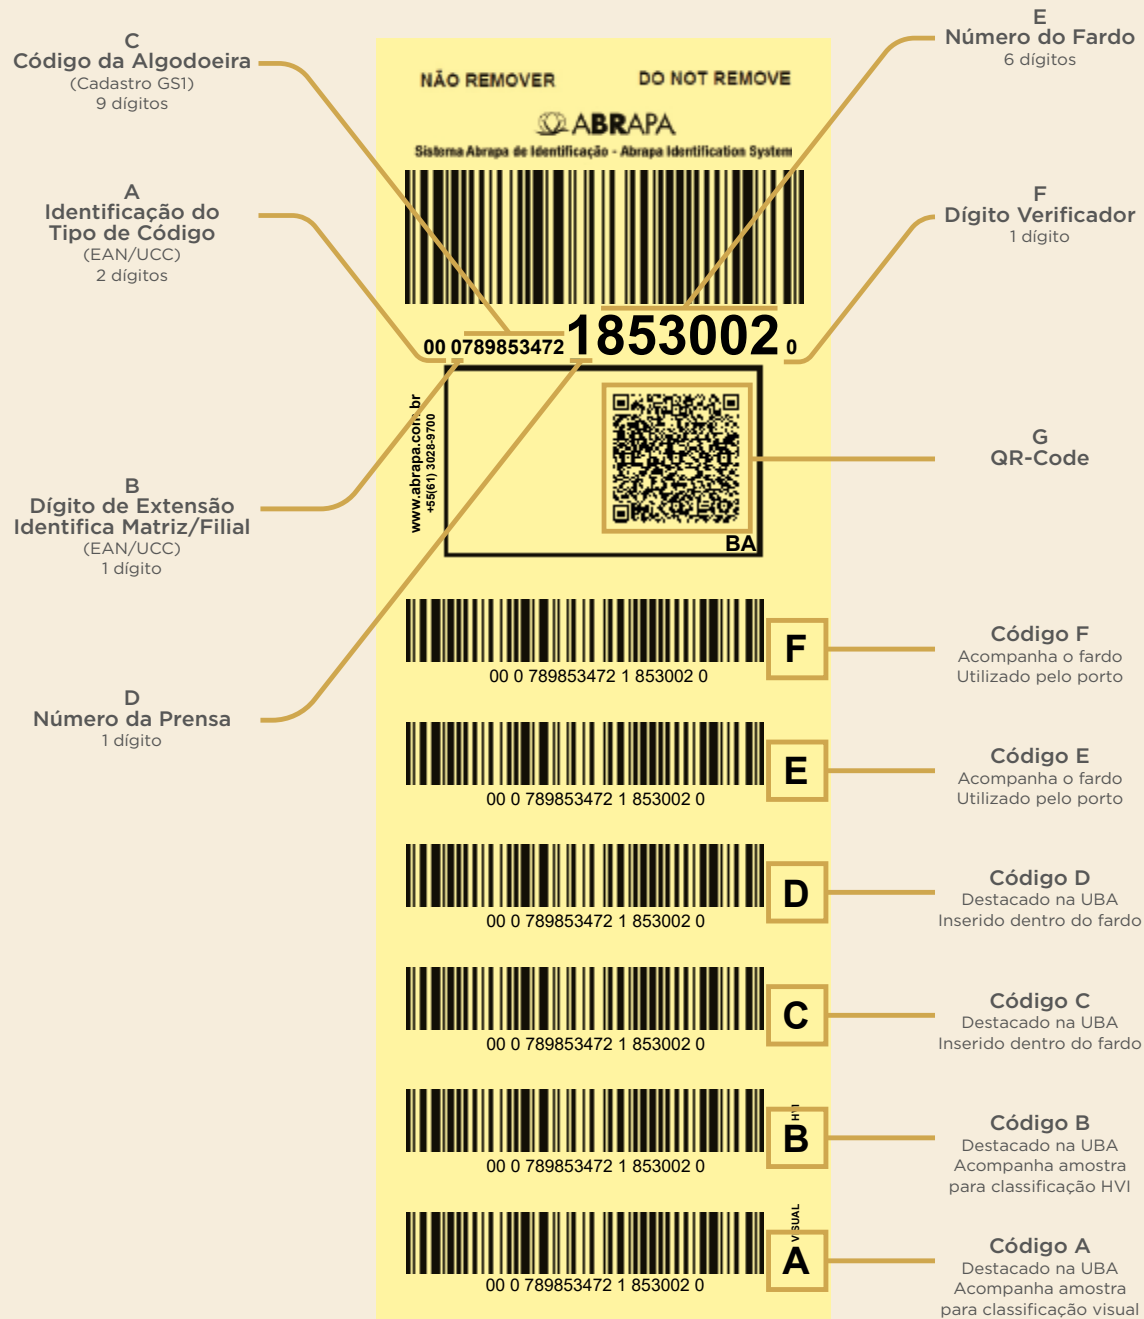 C
Código da Algodoeira
(Cadastro GS1)
9 dígitos
A
Identificação do
Tipo de Código
(EAN/UCC)
2 dígitos
B
Dígito de Extensão
Identifica Matriz/Filial
(EAN/UCC)
1 dígito
D
Número da Prensa
1 dígito
NÃO REMOVER DO NOT REMOVE
ABRAPA
Sistema Abrapa de Identificação - Abrapa Identification System
00 0789853472 1853002 0
www.abrapa.com.br
+55(61) 3028-9700
BA
F
00 0 789853472 1 853002 0
E
00 0 789853472 1 853002 0
D
00 0 789853472 1 853002 0
C
00 0 789853472 1 853002 0
HVI
B
00 0 789853472 1 853002 0
VISUAL
A
00 0 789853472 1 853002 0
E
Número do Fardo
6 dígitos
F
Dígito Verificador
1 dígito
G
QR-Code
Código F
Acompanha o fardo
Utilizado pelo porto
Código E
Acompanha o fardo
Utilizado pelo porto
Código D
Destacado na UBA
Inserido dentro do fardo
Código C
Destacado na UBA
Inserido dentro do fardo
Código B
Destacado na UBA
Acompanha amostra
para classificação HVI
Código A
Destacado na UBA
Acompanha amostra
para classificação visual